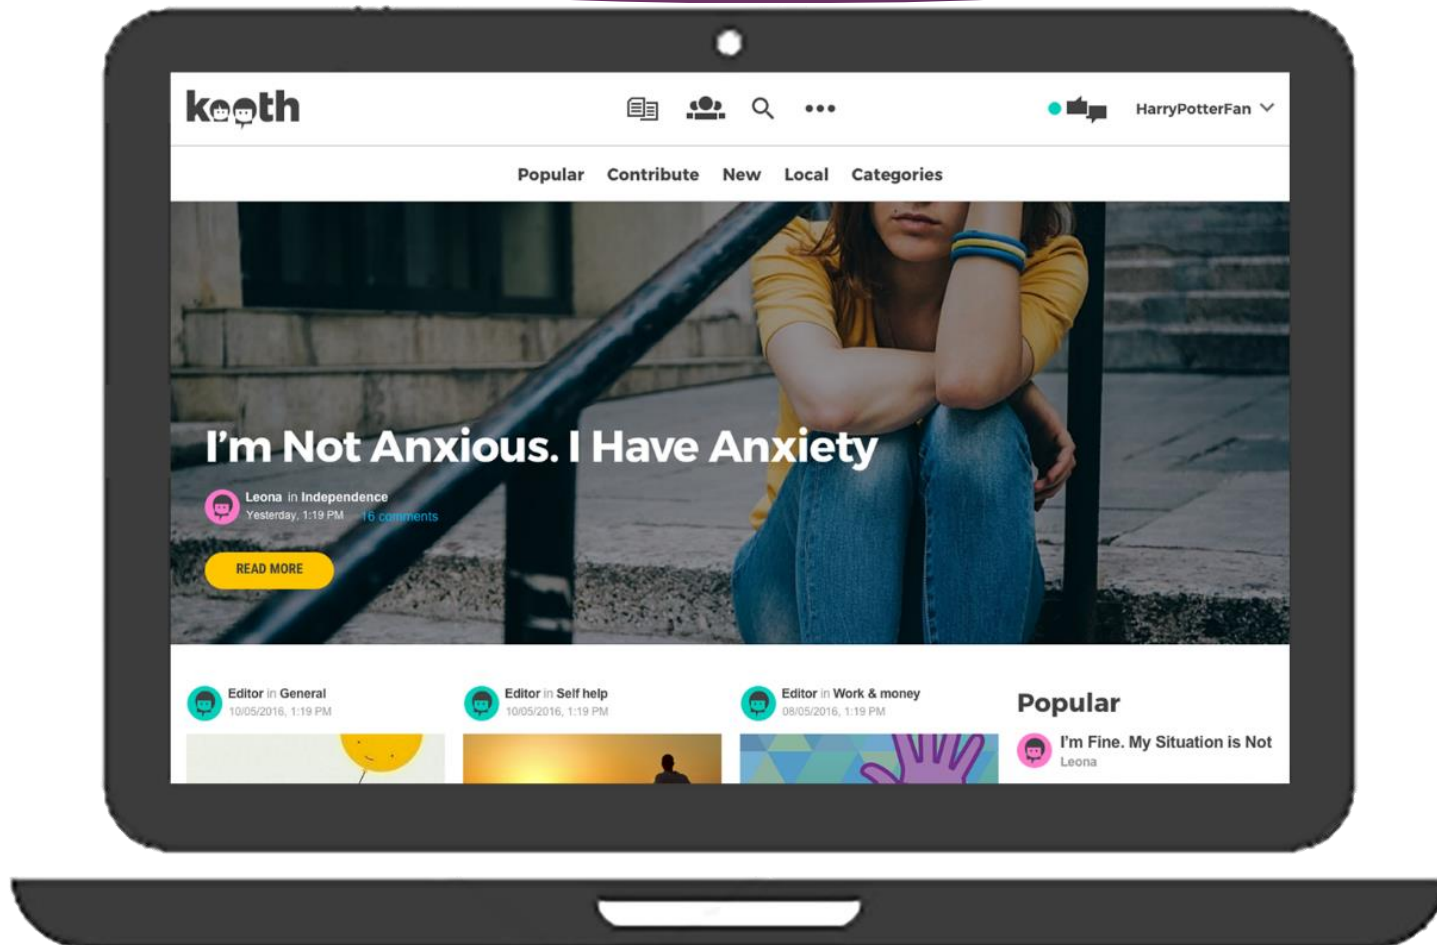 kooth
HarryPotterFan
Popular Contribute New Local Categories
I'm Not Anxious. I Have Anxiety
Leona in Independence
Yesterday, 1:19 PM 16 comments
READ MORE
Editor in General
10/05/2016, 1:19 PM
Editor in Self help
10/05/2016, 1:19 PM
Editor in Work & money
08/05/2016, 1:19 PM
Popular
I'm Fine. My Situation is Not
Leona